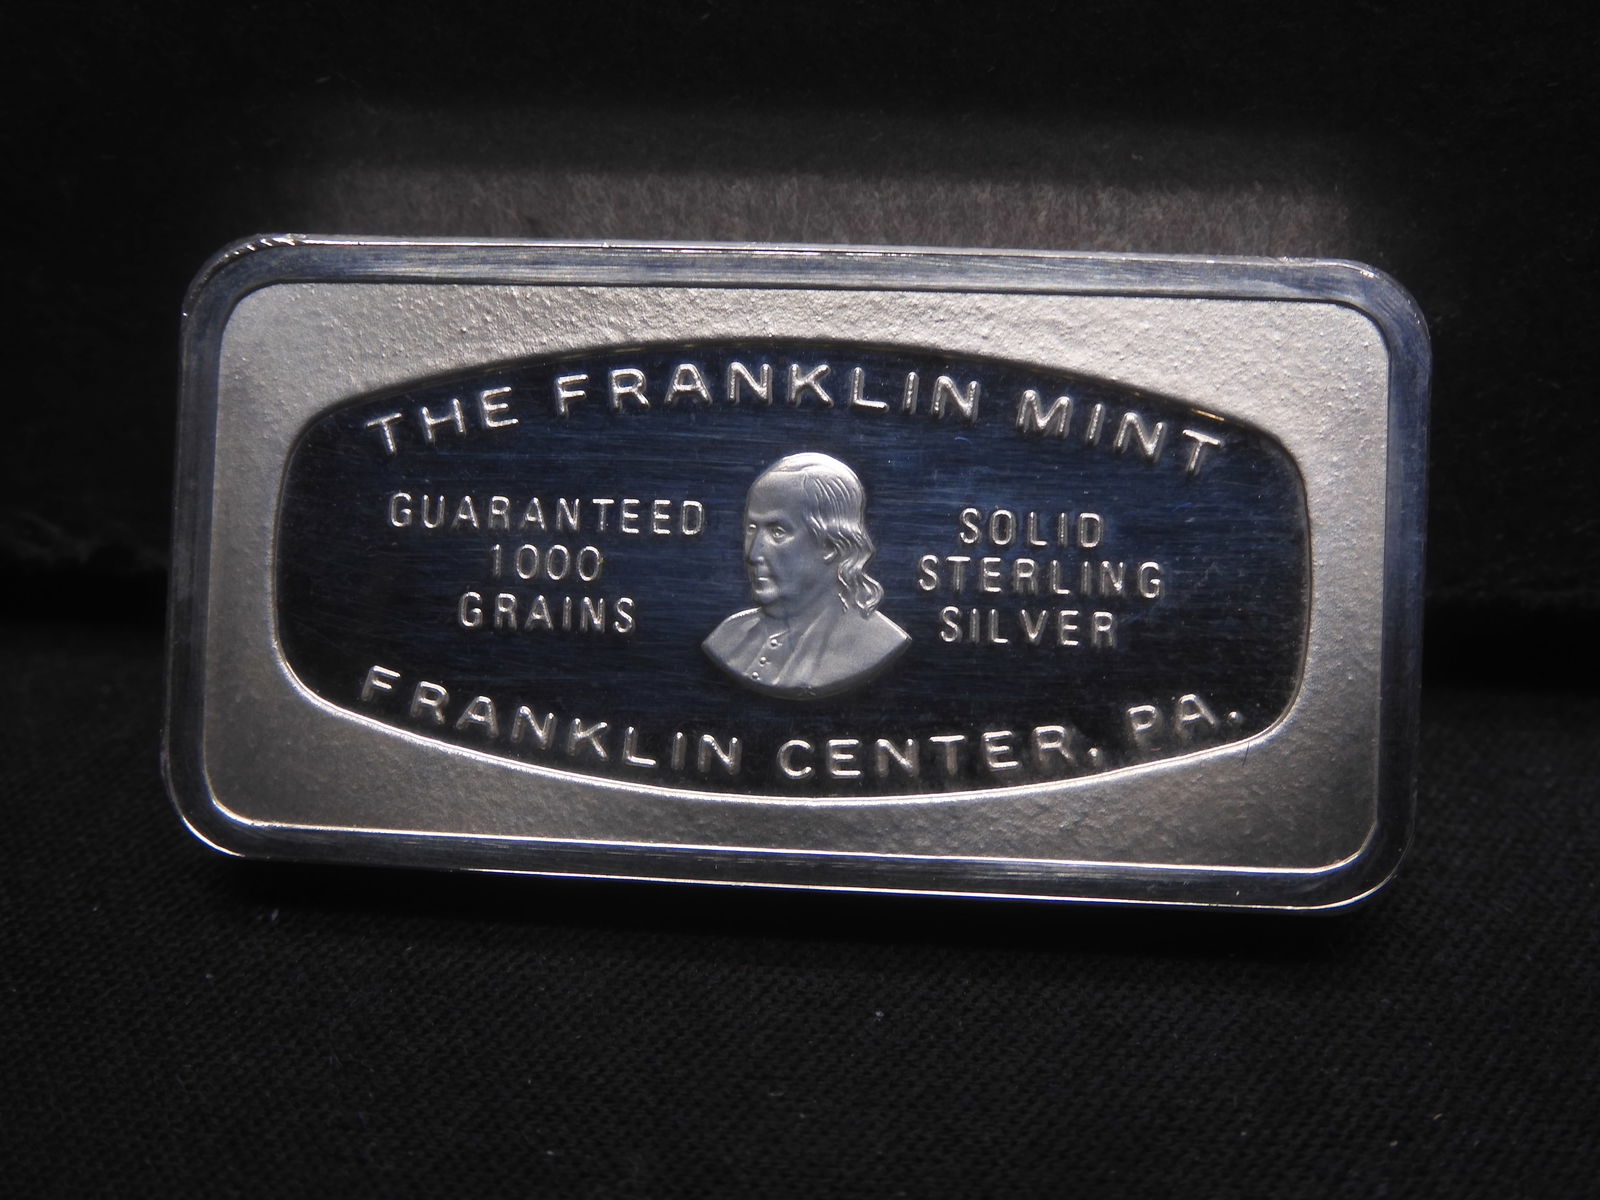 THE FRANKLIN MINT
GUARANTEED
1000
GRAINS
SOLID
STERLING
SILVER
FRANKLIN CENTER, PA.